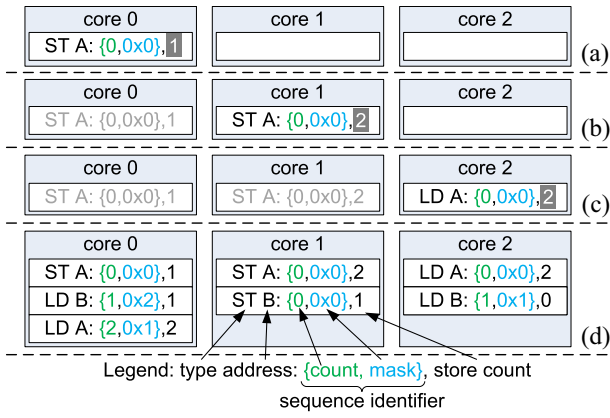 core 0 core 1 core 2
ST A: {0,0x0},1
(a)
core 0 core 1 core 2
ST A: {0,0x0},1 ST A: {0,0x0},2
(b)
core 0 core 1 core 2
ST A: {0,0x0},1 ST A: {0,0x0},2 LD A: {0,0x0},2
(c)
core 0 core 1 core 2
ST A: {0,0x0},1 ST A: {0,0x0},2 LD A: {0,0x0},2
LD B: {1,0x2},1 ST B: {0,0x0},1 LD B: {1,0x1},0
LD A: {2,0x1},2
(d)
Legend: type address: {count, mask}, store count
sequence identifier